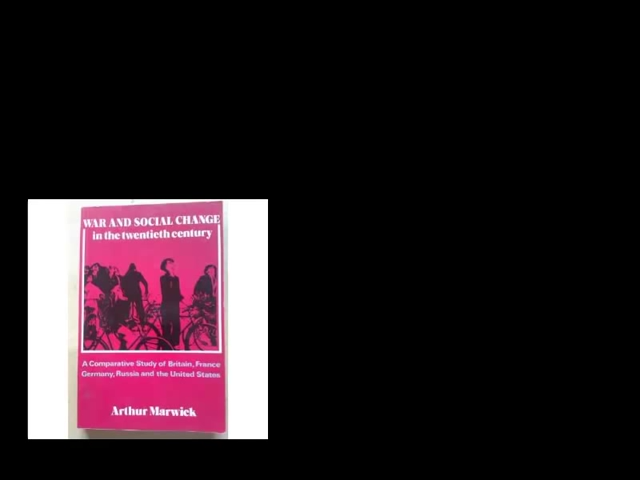 WAR AND SOCIAL CHANGE
in the twentieth century
A Comparative Study of Britain, France
Germany, Russia and the United States
Arthur Marwick